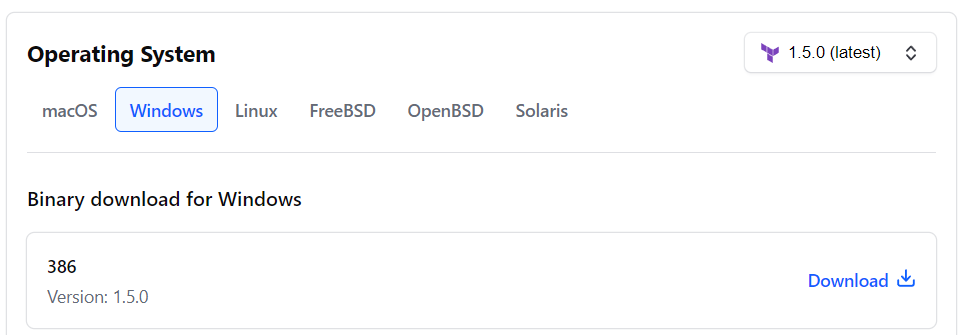 Operating System
1.5.0 (latest)
macOS Windows Linux FreeBSD OpenBSD Solaris
Binary download for Windows
386
Version: 1.5.0
Download